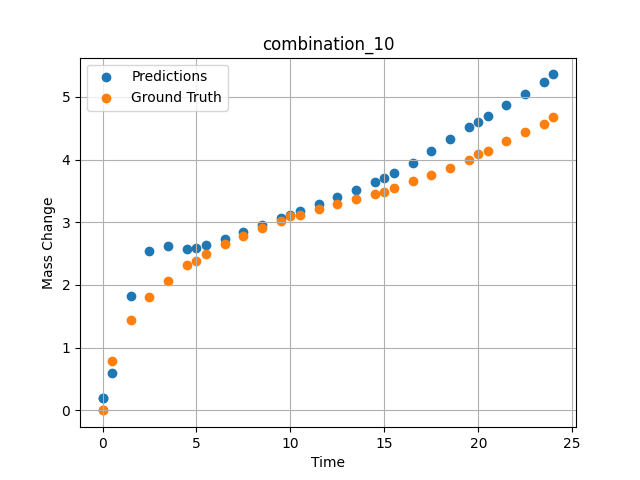 combination_10
Predictions
Ground Truth
Mass Change
5
4
3
2
1
0
0 5 10 15 20 25
Time